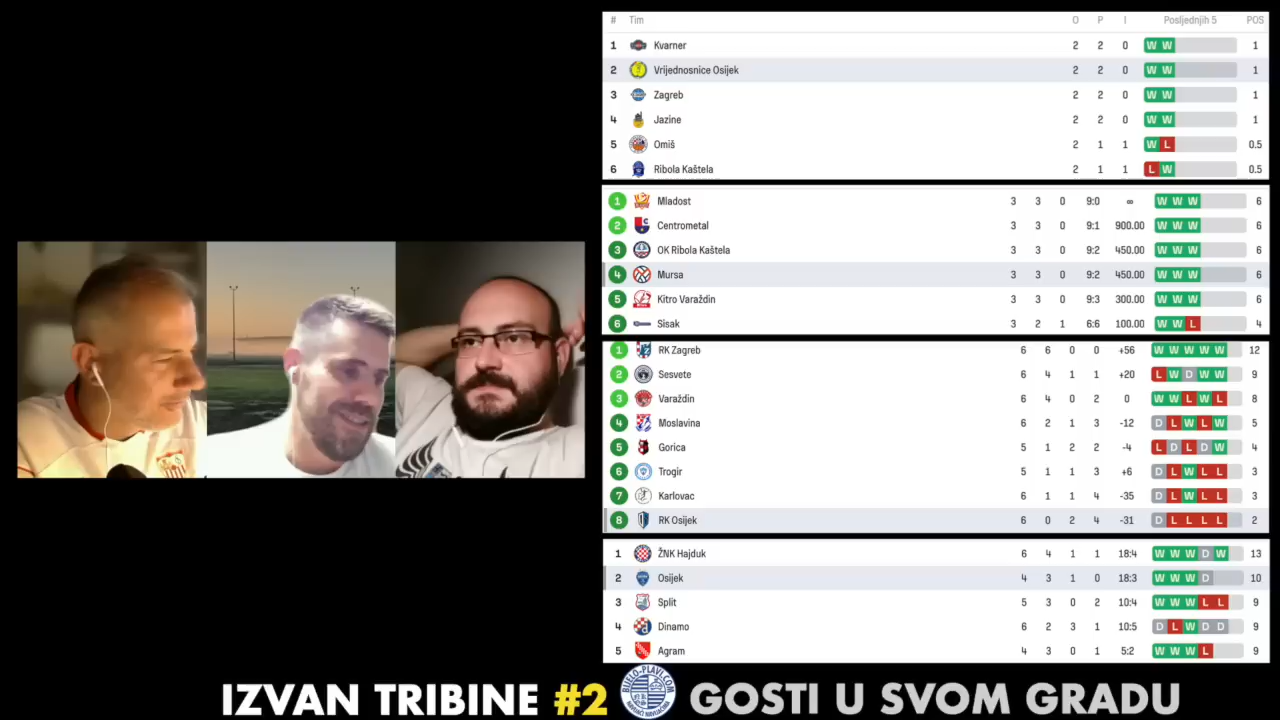 # Tim O P I Posljednjih 5 POS
1 Kvarner 2 2 0 W W 1
2 Vrijednosnice Osijek 2 2 0 W W 1
3 Zagreb 2 2 0 W W 1
4 Jazine 2 2 0 W W 1
5 Omiš 2 1 1 W L 0.5
6 Ribola Kaštela 2 1 1 L W 0.5
1 Mladost 3 3 0 9:0 ∞ W W W 6
2 Centrometal 3 3 0 9:1 900.00 W W W 6
3 OK Ribola Kaštela 3 3 0 9:2 450.00 W W W 6
4 Mursa 3 3 0 9:2 450.00 W W W 6
5 Kitro Varaždin 3 3 0 9:3 300.00 W W W 6
6 Sisak 3 2 1 6:6 100.00 W W L 4
1 RK Zagreb 6 6 0 0 +56 W W W W W 12
2 Sesvete 6 4 1 1 +20 L W D W W 9
3 Varaždin 6 4 0 2 0 W W L W L 8
4 Moslavina 6 2 1 3 -12 D L W L W 5
5 Gorica 5 1 2 2 -4 L D L D W 4
6 Trogir 5 1 1 3 +6 D L W L L 3
7 Karlovac 6 1 1 4 -35 D L W L L 3
8 RK Osijek 6 0 2 4 -31 D L L L L 2
1 ŽNK Hajduk 6 4 1 1 18:4 W W W D W 13
2 Osijek 4 3 1 0 18:3 W W W D 10
3 Split 5 3 0 2 10:4 W W W L L 9
4 Dinamo 6 2 3 1 10:5 D L W D D 9
5 Agram 4 3 0 1 5:2 W W W L 9
IZVAN TRIBINE #2 BIJELO-PLAVI.COM GOSTI U SVOM GRADU